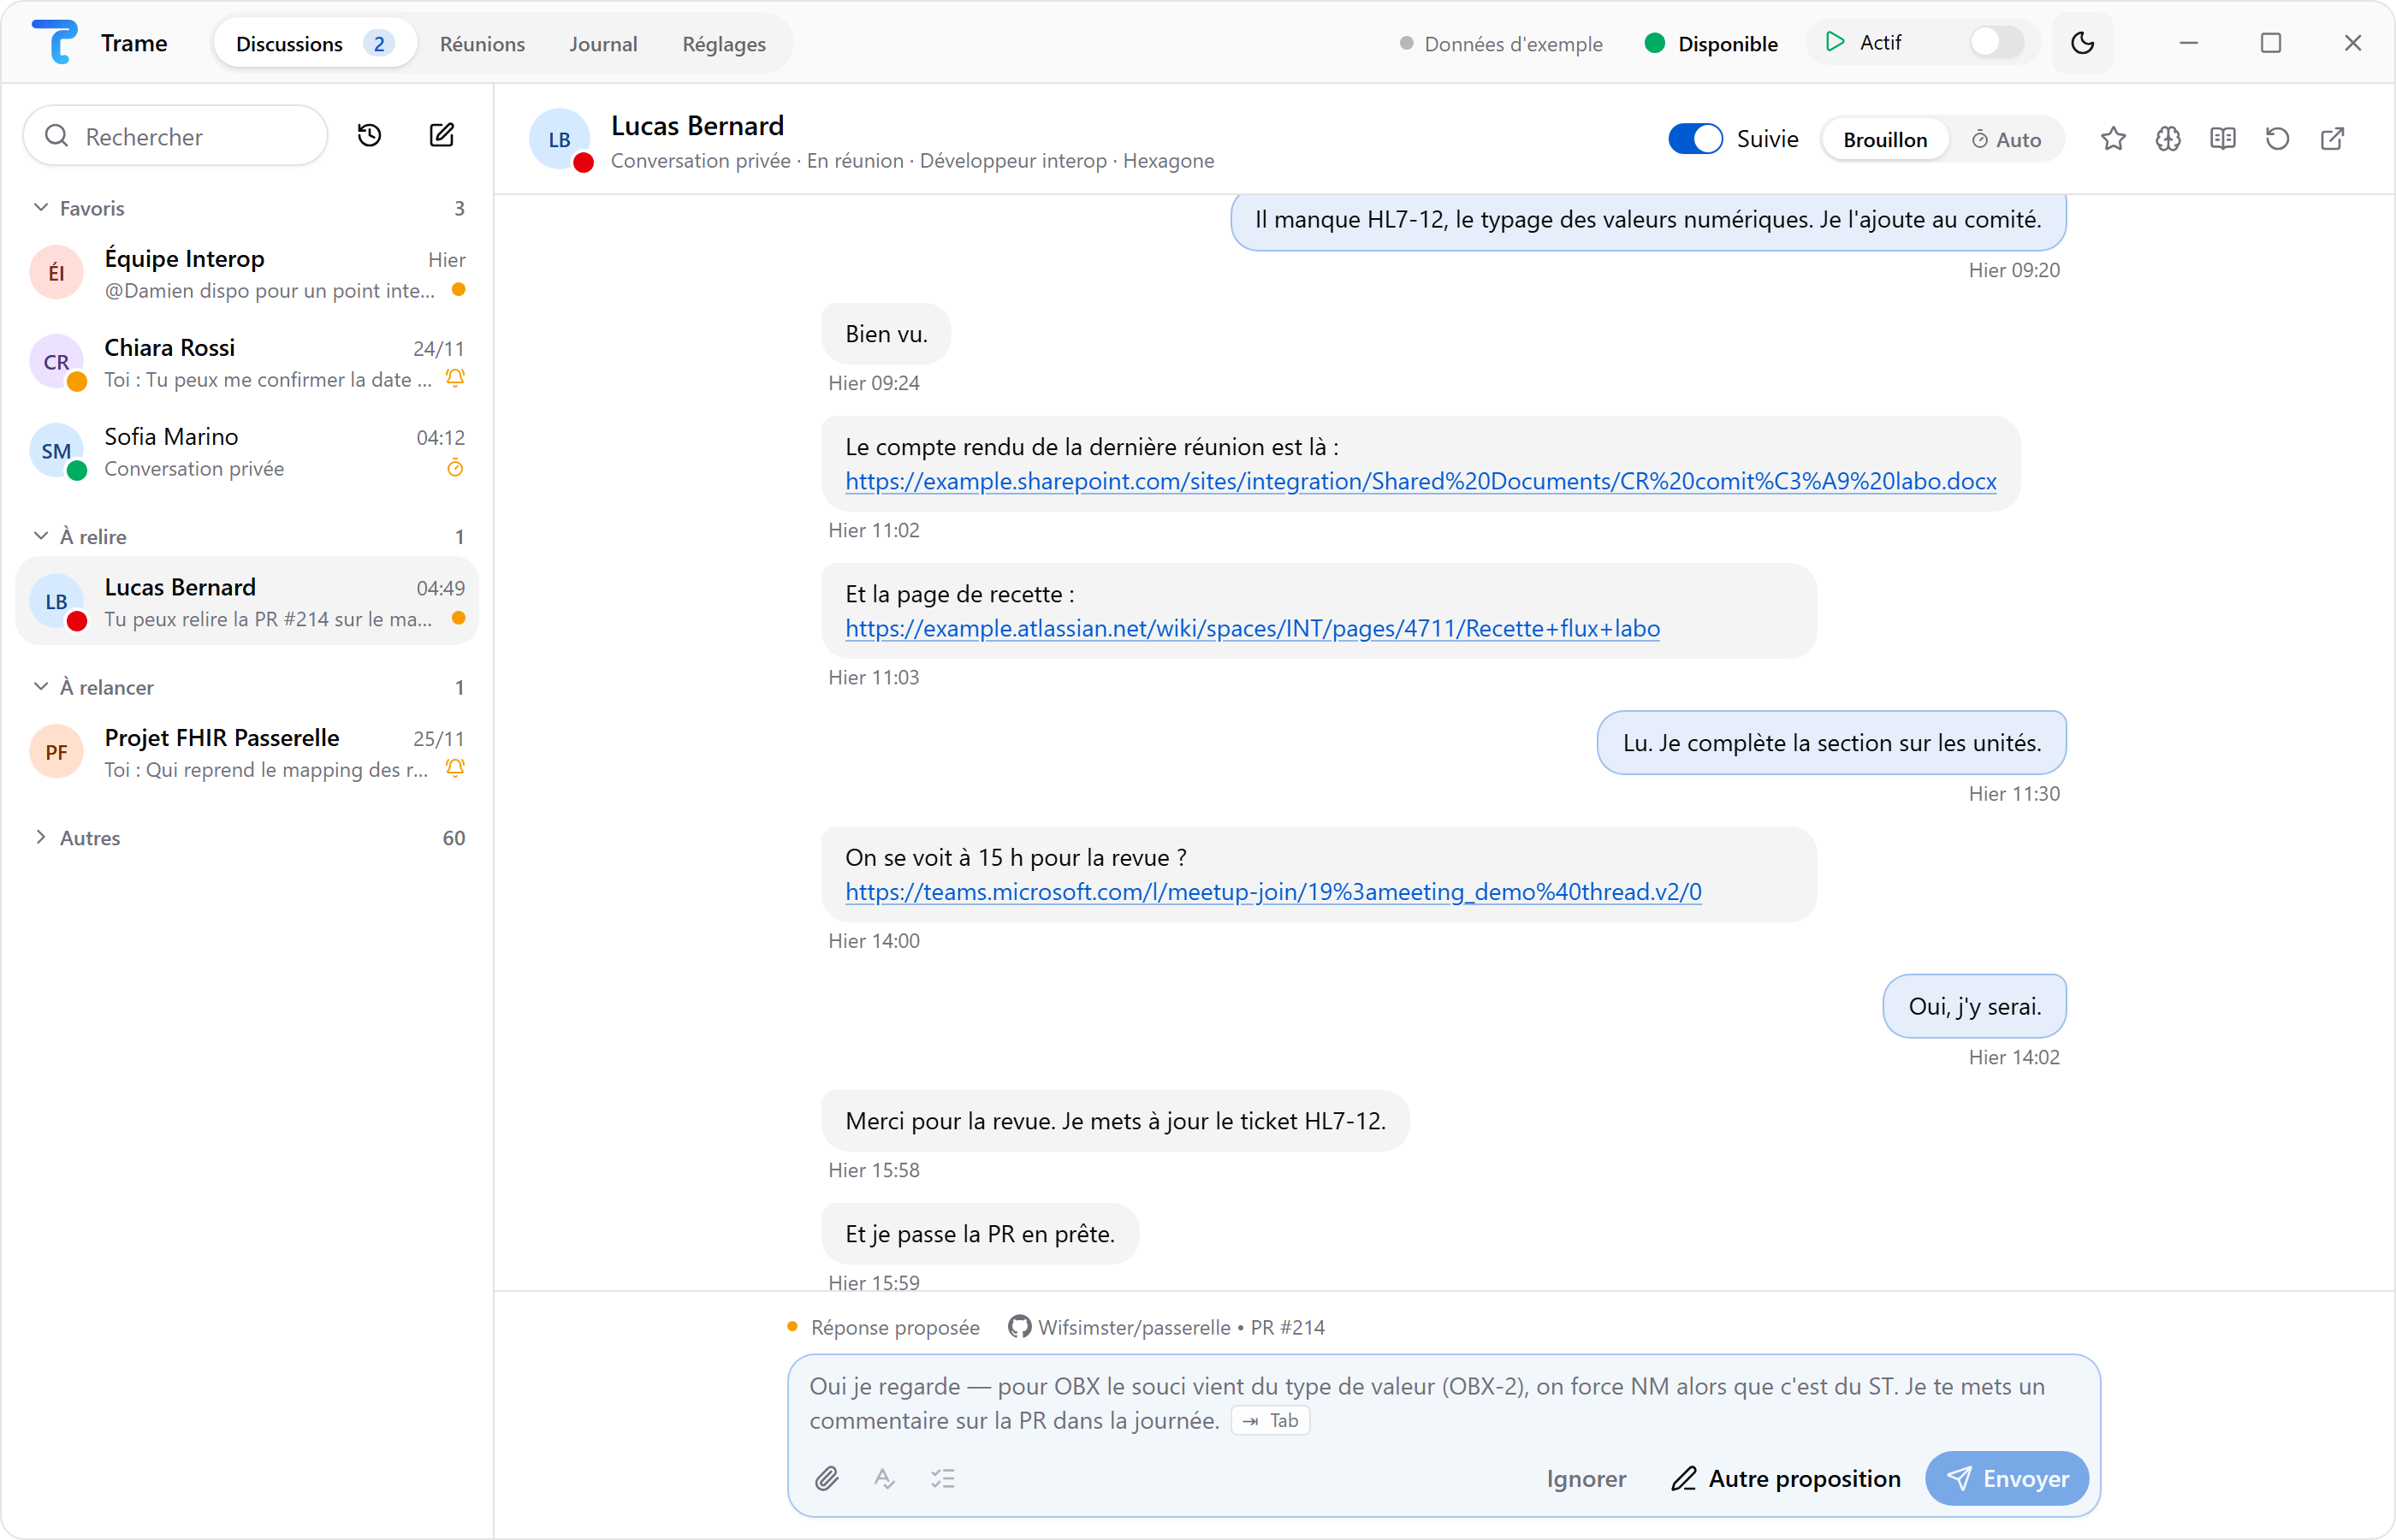 Trame
Discussions 2
Réunions
Journal
Réglages
Données d'exemple
Disponible
Actif
Rechercher
Favoris 3
ÉI
Équipe Interop Hier
@Damien dispo pour un point inte...
CR
Chiara Rossi 24/11
Toi : Tu peux me confirmer la date ...
SM
Sofia Marino 04:12
Conversation privée
À relire 1
LB
Lucas Bernard 04:49
Tu peux relire la PR #214 sur le ma...
À relancer 1
PF
Projet FHIR Passerelle 25/11
Toi : Qui reprend le mapping des r...
Autres 60
LB
Lucas Bernard
Conversation privée · En réunion · Développeur interop · Hexagone
Suivie
Brouillon
Auto
Il manque HL7-12, le typage des valeurs numériques. Je l'ajoute au comité.
Hier 09:20
Bien vu.
Hier 09:24
Le compte rendu de la dernière réunion est là :
https://example.sharepoint.com/sites/integration/Shared%20Documents/CR%20comit%C3%A9%20labo.docx
Hier 11:02
Et la page de recette :
https://example.atlassian.net/wiki/spaces/INT/pages/4711/Recette+flux+labo
Hier 11:03
Lu. Je complète la section sur les unités.
Hier 11:30
On se voit à 15 h pour la revue ?
https://teams.microsoft.com/l/meetup-join/19%3ameeting_demo%40thread.v2/0
Hier 14:00
Oui, j'y serai.
Hier 14:02
Merci pour la revue. Je mets à jour le ticket HL7-12.
Hier 15:58
Et je passe la PR en prête.
Hier 15:59
Réponse proposée
Wifsimster/passerelle • PR #214
Oui je regarde — pour OBX le souci vient du type de valeur (OBX-2), on force NM alors que c'est du ST. Je te mets un
commentaire sur la PR dans la journée. ⇥ Tab
Ignorer
Autre proposition
Envoyer